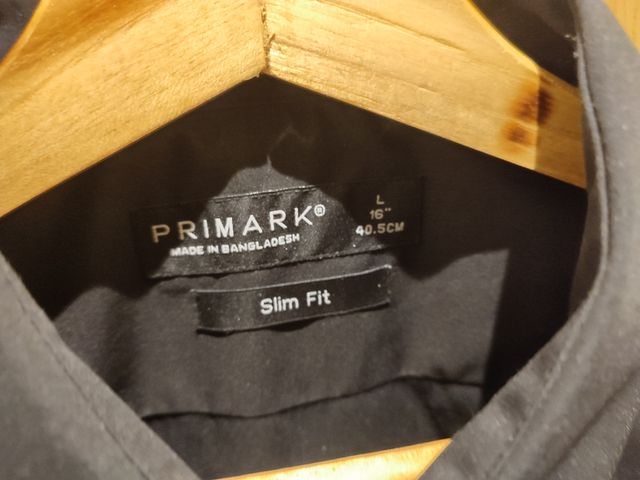 PRIMARK®
MADE IN BANGLADESH
L
16"
40.5CM
Slim Fit